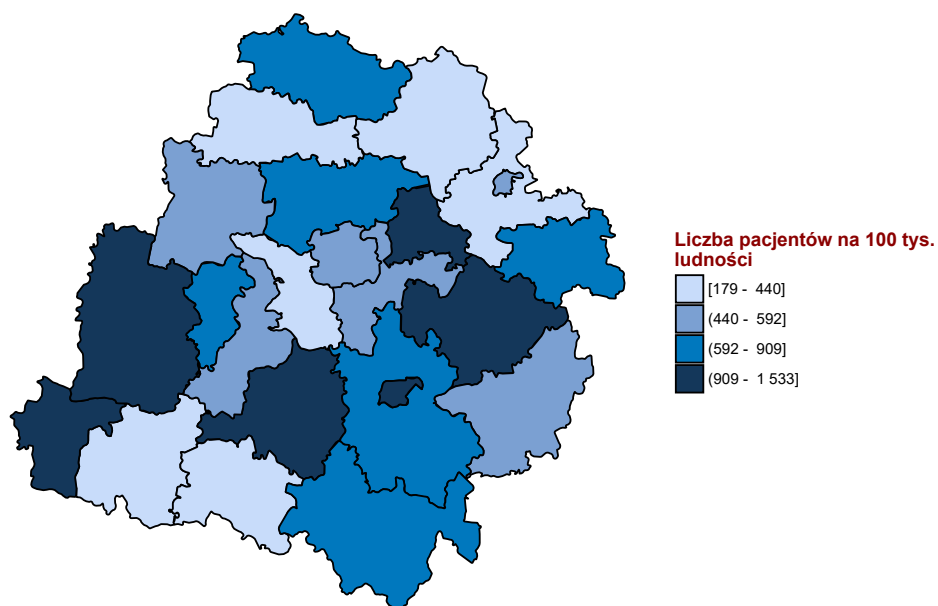 Liczba pacjentów na 100 tys.
ludności
[179 - 440]
(440 - 592]
(592 - 909]
(909 - 1 533]